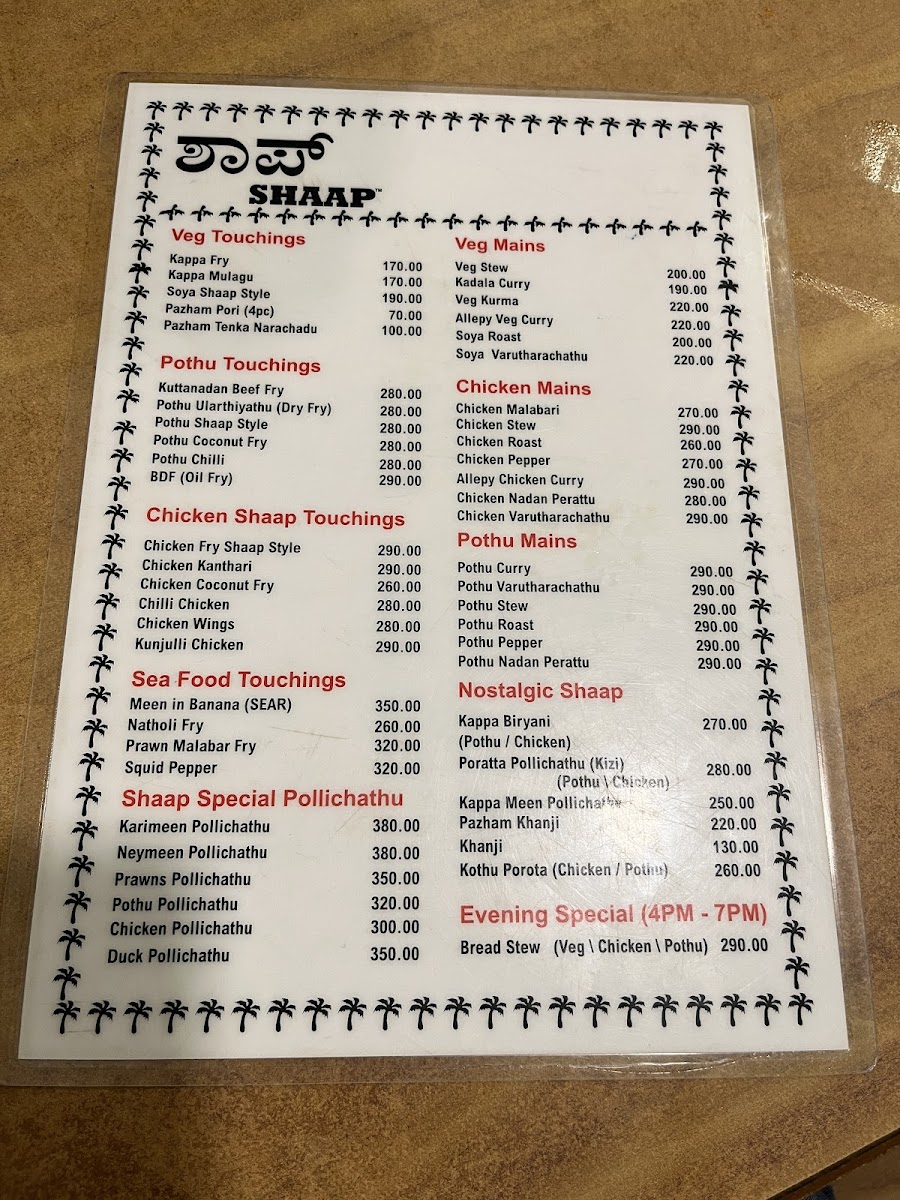 ಶಾಪ್
SHAAP™
Veg Touchings
Kappa Fry 170.00
Kappa Mulagu 170.00
Soya Shaap Style 190.00
Pazham Pori (4pc) 70.00
Pazham Tenka Narachadu 100.00
Pothu Touchings
Kuttanadan Beef Fry 280.00
Pothu Ularthiyathu (Dry Fry) 280.00
Pothu Shaap Style 280.00
Pothu Coconut Fry 280.00
Pothu Chilli 280.00
BDF (Oil Fry) 290.00
Chicken Shaap Touchings
Chicken Fry Shaap Style 290.00
Chicken Kanthari 290.00
Chicken Coconut Fry 260.00
Chilli Chicken 280.00
Chicken Wings 280.00
Kunjulli Chicken 290.00
Sea Food Touchings
Meen in Banana (SEAR) 350.00
Natholi Fry 260.00
Prawn Malabar Fry 320.00
Squid Pepper 320.00
Shaap Special Pollichathu
Karimeen Pollichathu 380.00
Neymeen Pollichathu 380.00
Prawns Pollichathu 350.00
Pothu Pollichathu 320.00
Chicken Pollichathu 300.00
Duck Pollichathu 350.00
Veg Mains
Veg Stew 200.00
Kadala Curry 190.00
Veg Kurma 220.00
Allepy Veg Curry 220.00
Soya Roast 200.00
Soya Varutharachathu 220.00
Chicken Mains
Chicken Malabari 270.00
Chicken Stew 290.00
Chicken Roast 260.00
Chicken Pepper 270.00
Allepy Chicken Curry 290.00
Chicken Nadan Perattu 280.00
Chicken Varutharachathu 290.00
Pothu Mains
Pothu Curry 290.00
Pothu Varutharachathu 290.00
Pothu Stew 290.00
Pothu Roast 290.00
Pothu Pepper 290.00
Pothu Nadan Perattu 290.00
Nostalgic Shaap
Kappa Biryani 270.00
(Pothu / Chicken)
Poratta Pollichathu (Kizi) 280.00
(Pothu \ Chicken)
Kappa Meen Pollichathu 250.00
Pazham Khanji 220.00
Khanji 130.00
Kothu Porota (Chicken / Pothu) 260.00
Evening Special (4PM - 7PM)
Bread Stew (Veg \ Chicken \ Pothu) 290.00